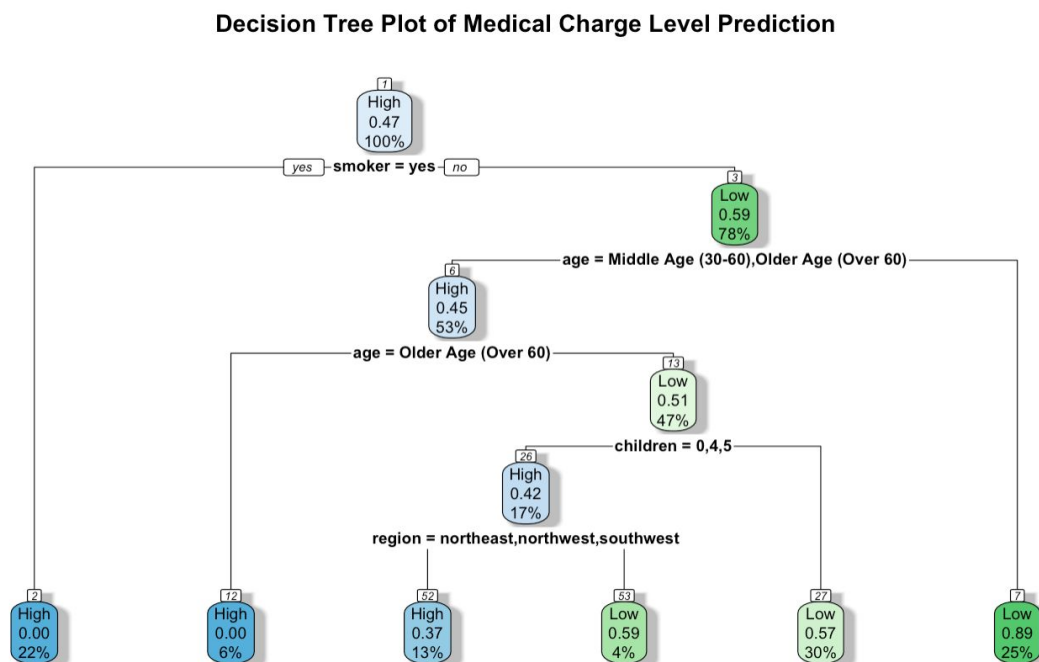 Decision Tree Plot of Medical Charge Level Prediction
1
High
0.47
100%
yes smoker = yes no
3
Low
0.59
78%
age = Middle Age (30-60),Older Age (Over 60)
6
High
0.45
53%
age = Older Age (Over 60)
13
Low
0.51
47%
children = 0,4,5
26
High
0.42
17%
region = northeast,northwest,southwest
2
High
0.00
22%
12
High
0.00
6%
52
High
0.37
13%
53
Low
0.59
4%
27
Low
0.57
30%
7
Low
0.89
25%